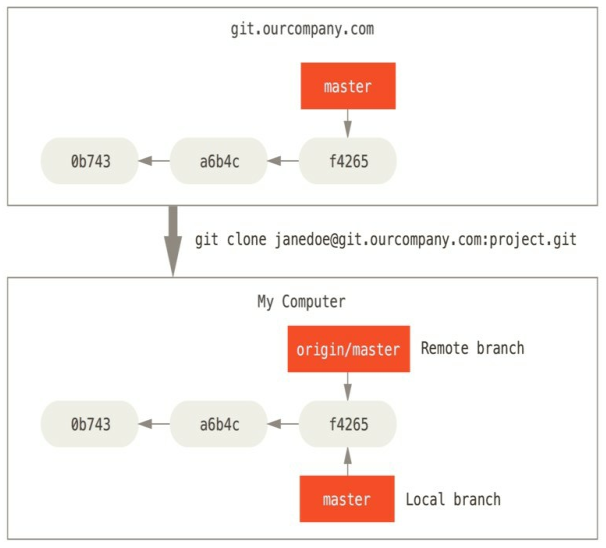 git.ourcompany.com
master
0b743
a6b4c
f4265
git clone janedoe@git.ourcompany.com:project.git
My Computer
origin/master
Remote branch
0b743
a6b4c
f4265
master
Local branch